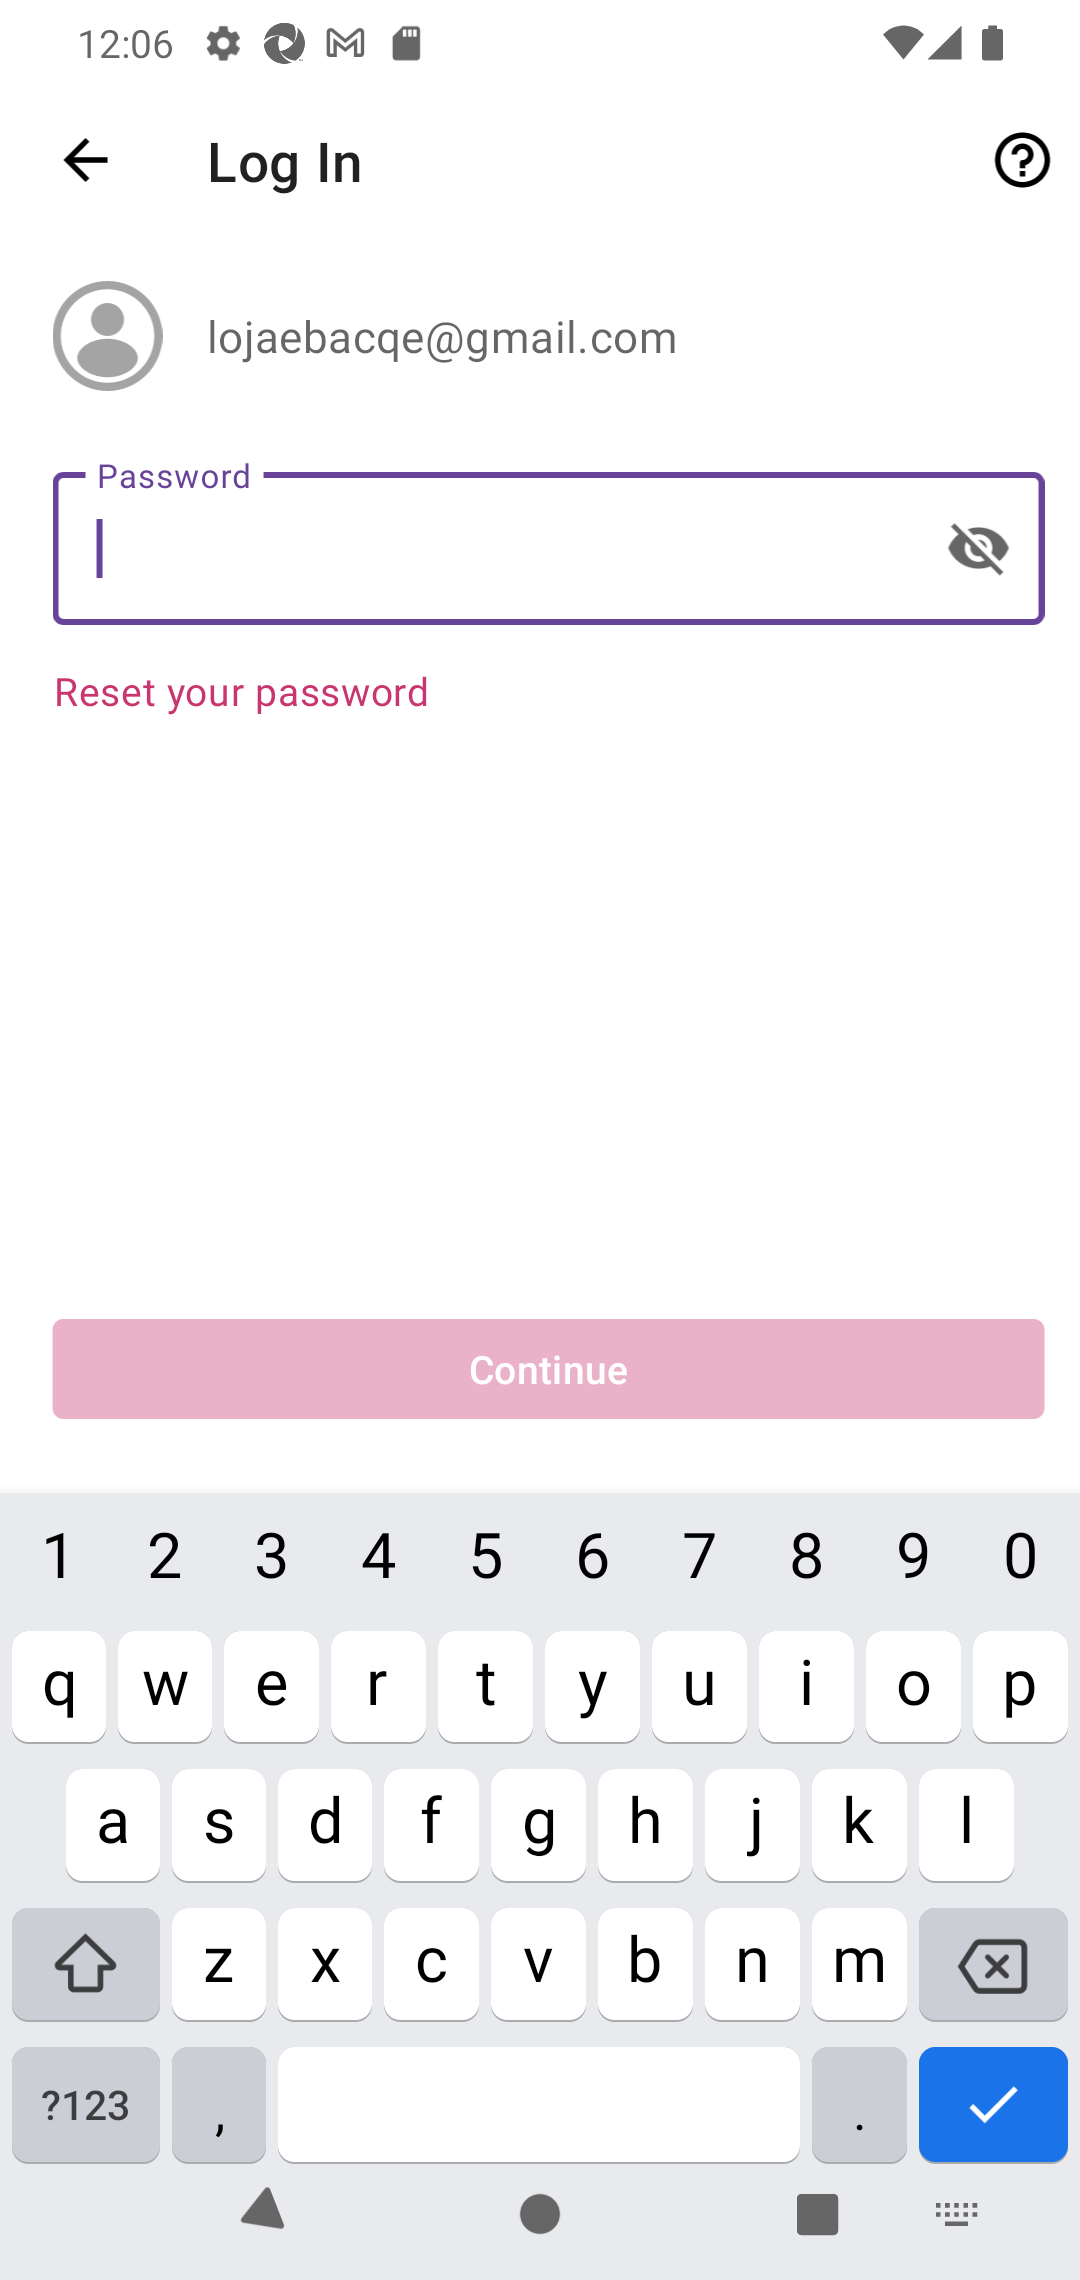 12:06
Log In
lojaebacqe@gmail.com
Password
Reset your password
Continue
1 2 3 4 5 6 7 8 9 0
q w e r t y u i o p
a s d f g h j k l
z x c v b n m
?123 , .